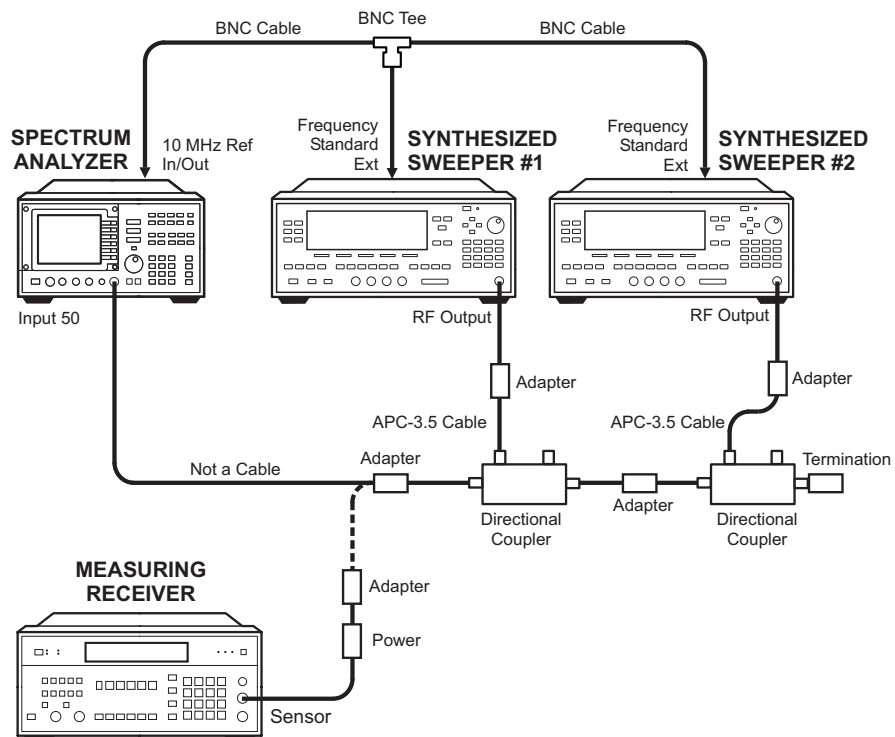 BNC Tee
BNC Cable
BNC Cable
SPECTRUM
ANALYZER
10 MHz Ref
In/Out
Frequency
Standard
Ext
SYNTHESIZED
SWEEPER #1
Frequency
Standard
Ext
SYNTHESIZED
SWEEPER #2
Input 50
RF Output
RF Output
Adapter
Adapter
APC-3.5 Cable
APC-3.5 Cable
Not a Cable
Adapter
Termination
Directional
Coupler
Adapter
Directional
Coupler
MEASURING
RECEIVER
Adapter
Power
Sensor